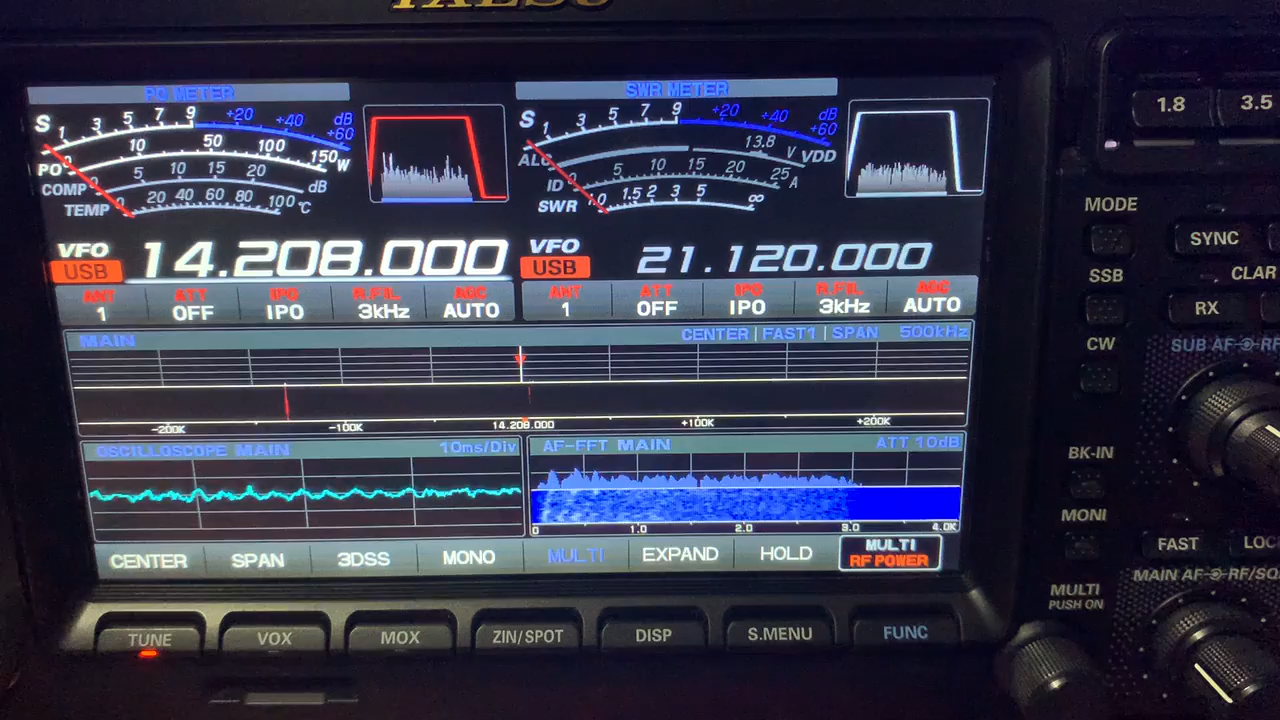 YAESU
PO METER
S 1 3 5 7 9 +20 +40 +60 dB
PO 0 10 50 100 150 W
COMP 0 5 10 15 20 dB
TEMP 0 20 40 60 80 100 °C
SWR METER
S 1 3 5 7 9 +20 +40 +60 dB
ALC 13.8 V VDD
ID 0 5 10 15 20 25 A
SWR 1.0 1.5 2 3 5 ∞
VFO USB 14.208.000
VFO USB 21.120.000
ANT ATT IPO R.FIL AGC
1 OFF IPO 3kHz AUTO
ANT ATT IPO R.FIL AGC
1 OFF IPO 3kHz AUTO
MAIN CENTER | FAST1 | SPAN 500kHz
-200K -100K 14.208.000 +100K +200K
OSCILLOSCOPE MAIN 10ms/Div
AF-FFT MAIN ATT 10dB
0 1.0 2.0 3.0 4.0K
CENTER SPAN 3DSS MONO MULTI EXPAND HOLD MULTI
RF POWER
TUNE VOX MOX ZIN/SPOT DISP S.MENU FUNC
1.8 3.5
MODE
SYNC
SSB
CLAR
RX
CW
SUB AF RF
BK-IN
MONI
FAST LOC
MAIN AF RF/SQ
MULTI
PUSH ON